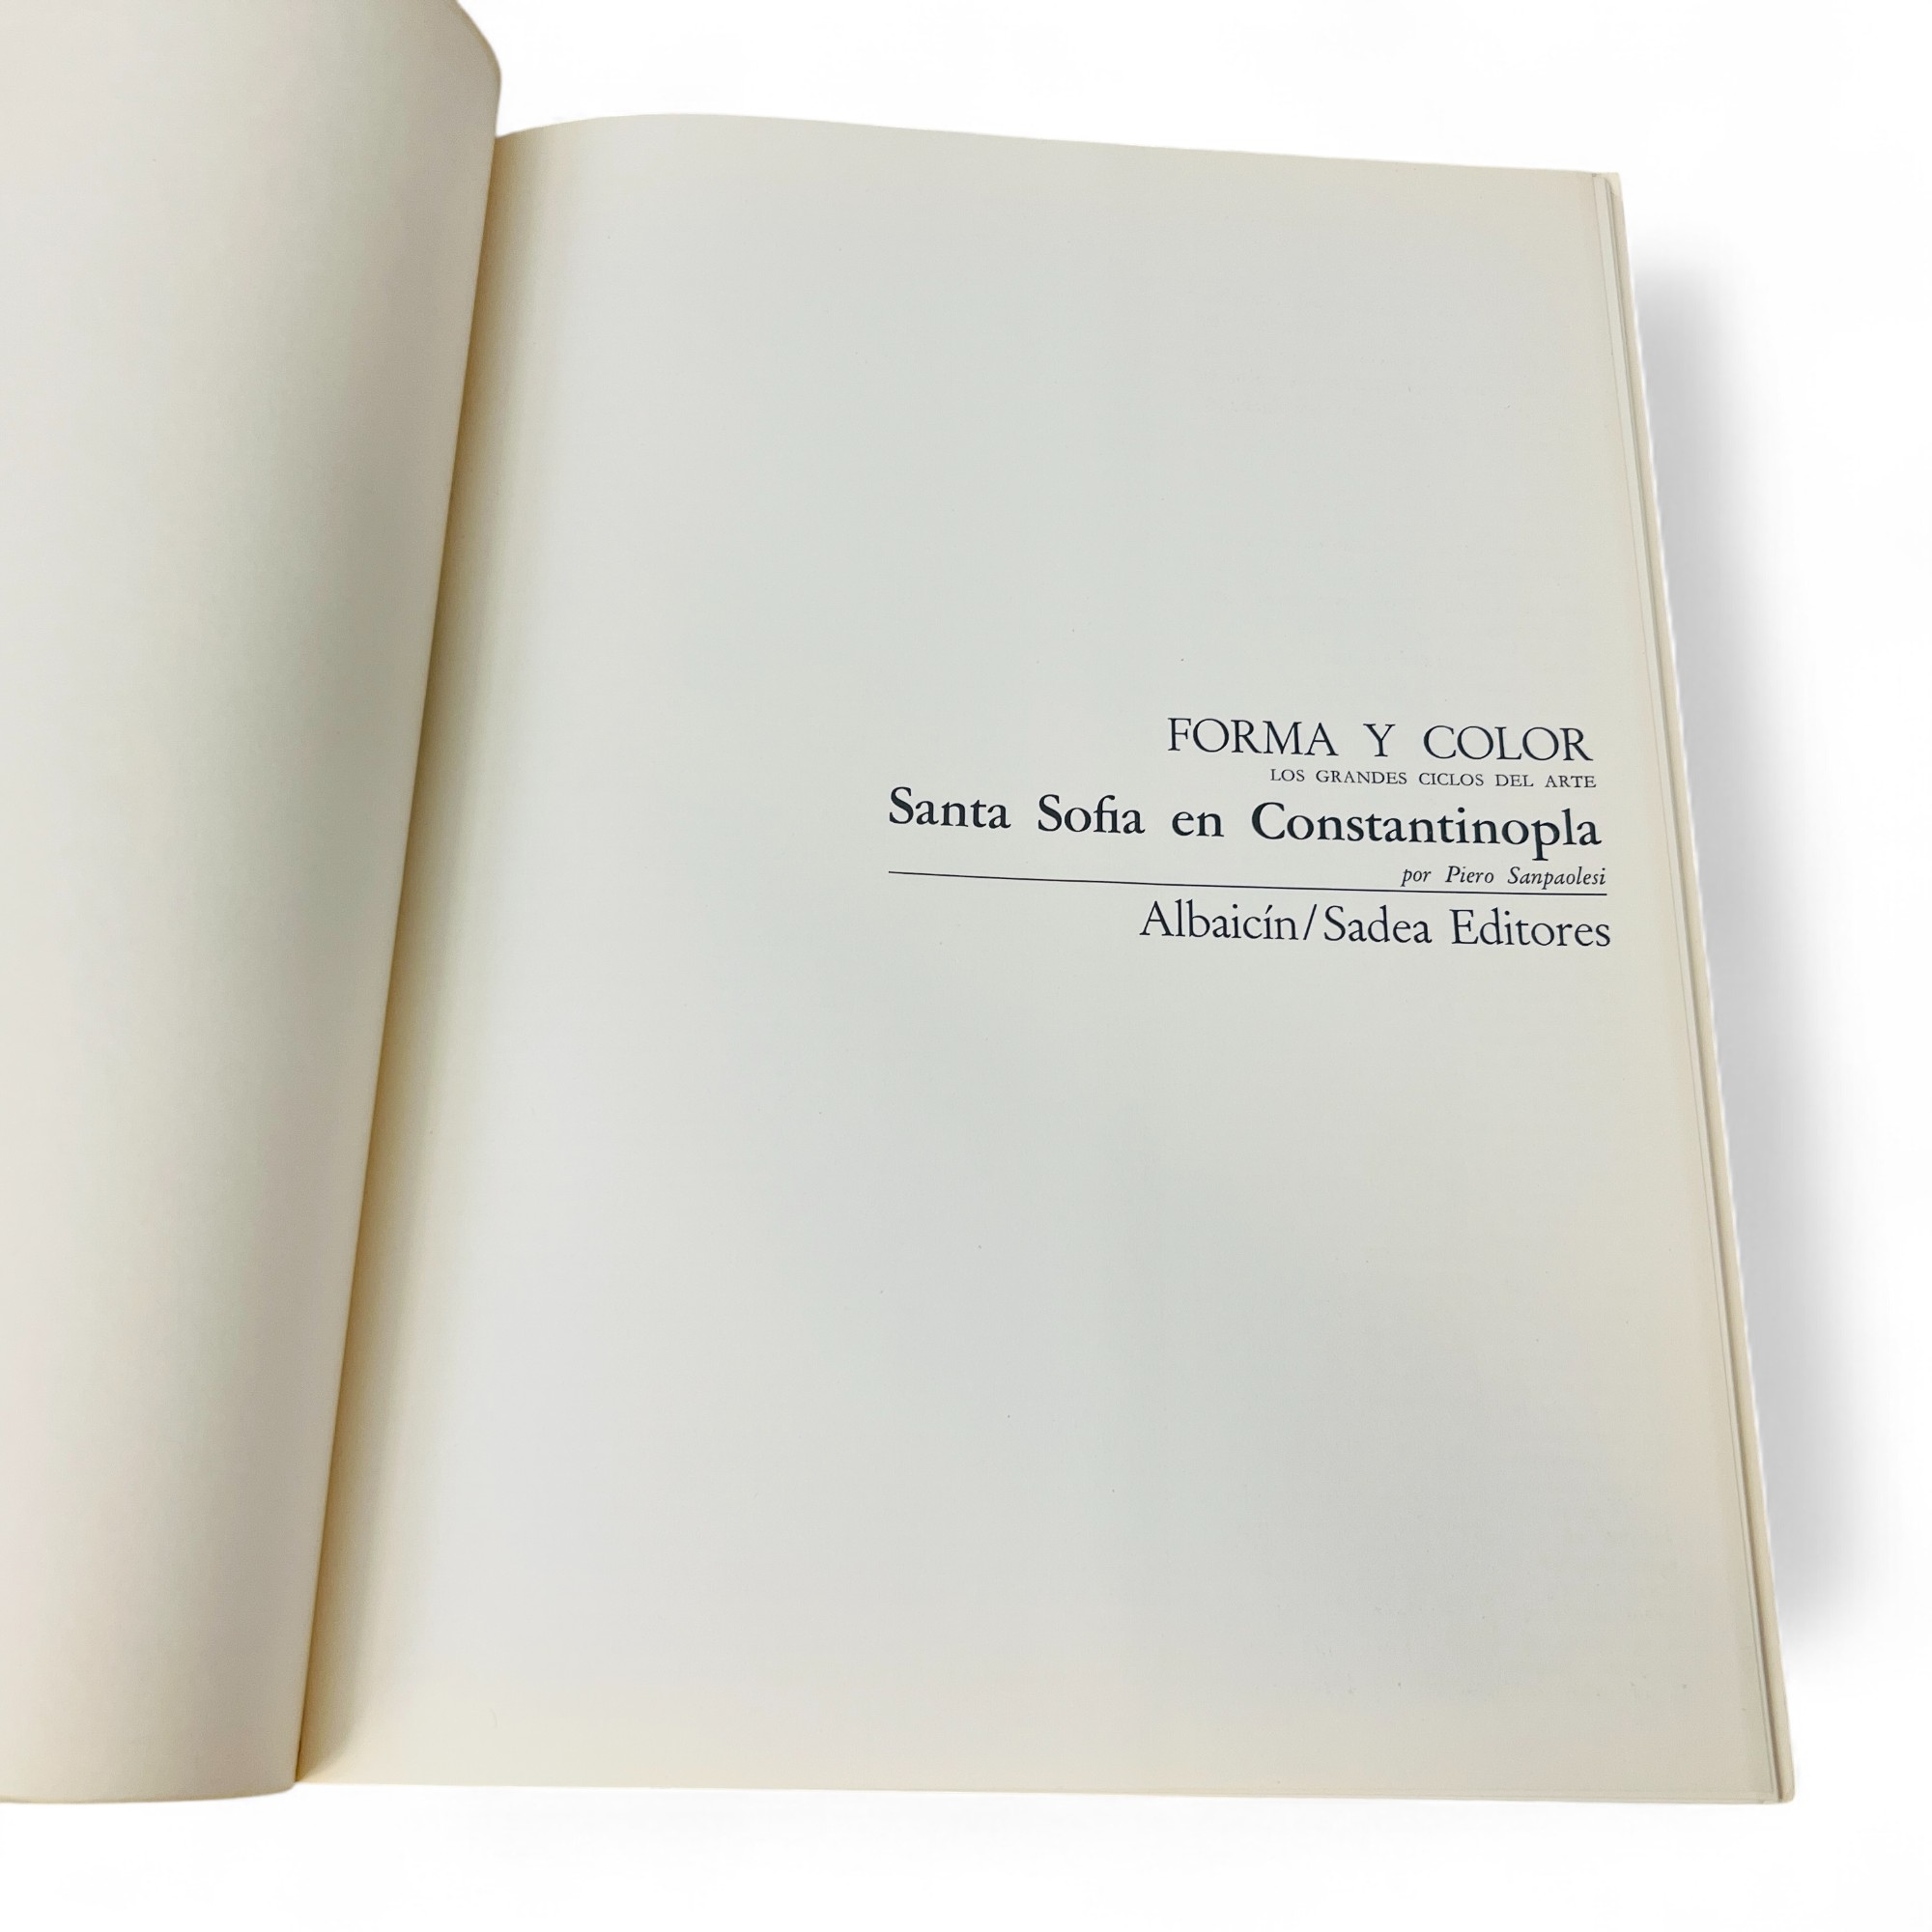 FORMA Y COLOR
LOS GRANDES CICLOS DEL ARTE
Santa Sofia en Constantinopla
por Piero Sanpaolesi
Albaicín/Sadea Editores